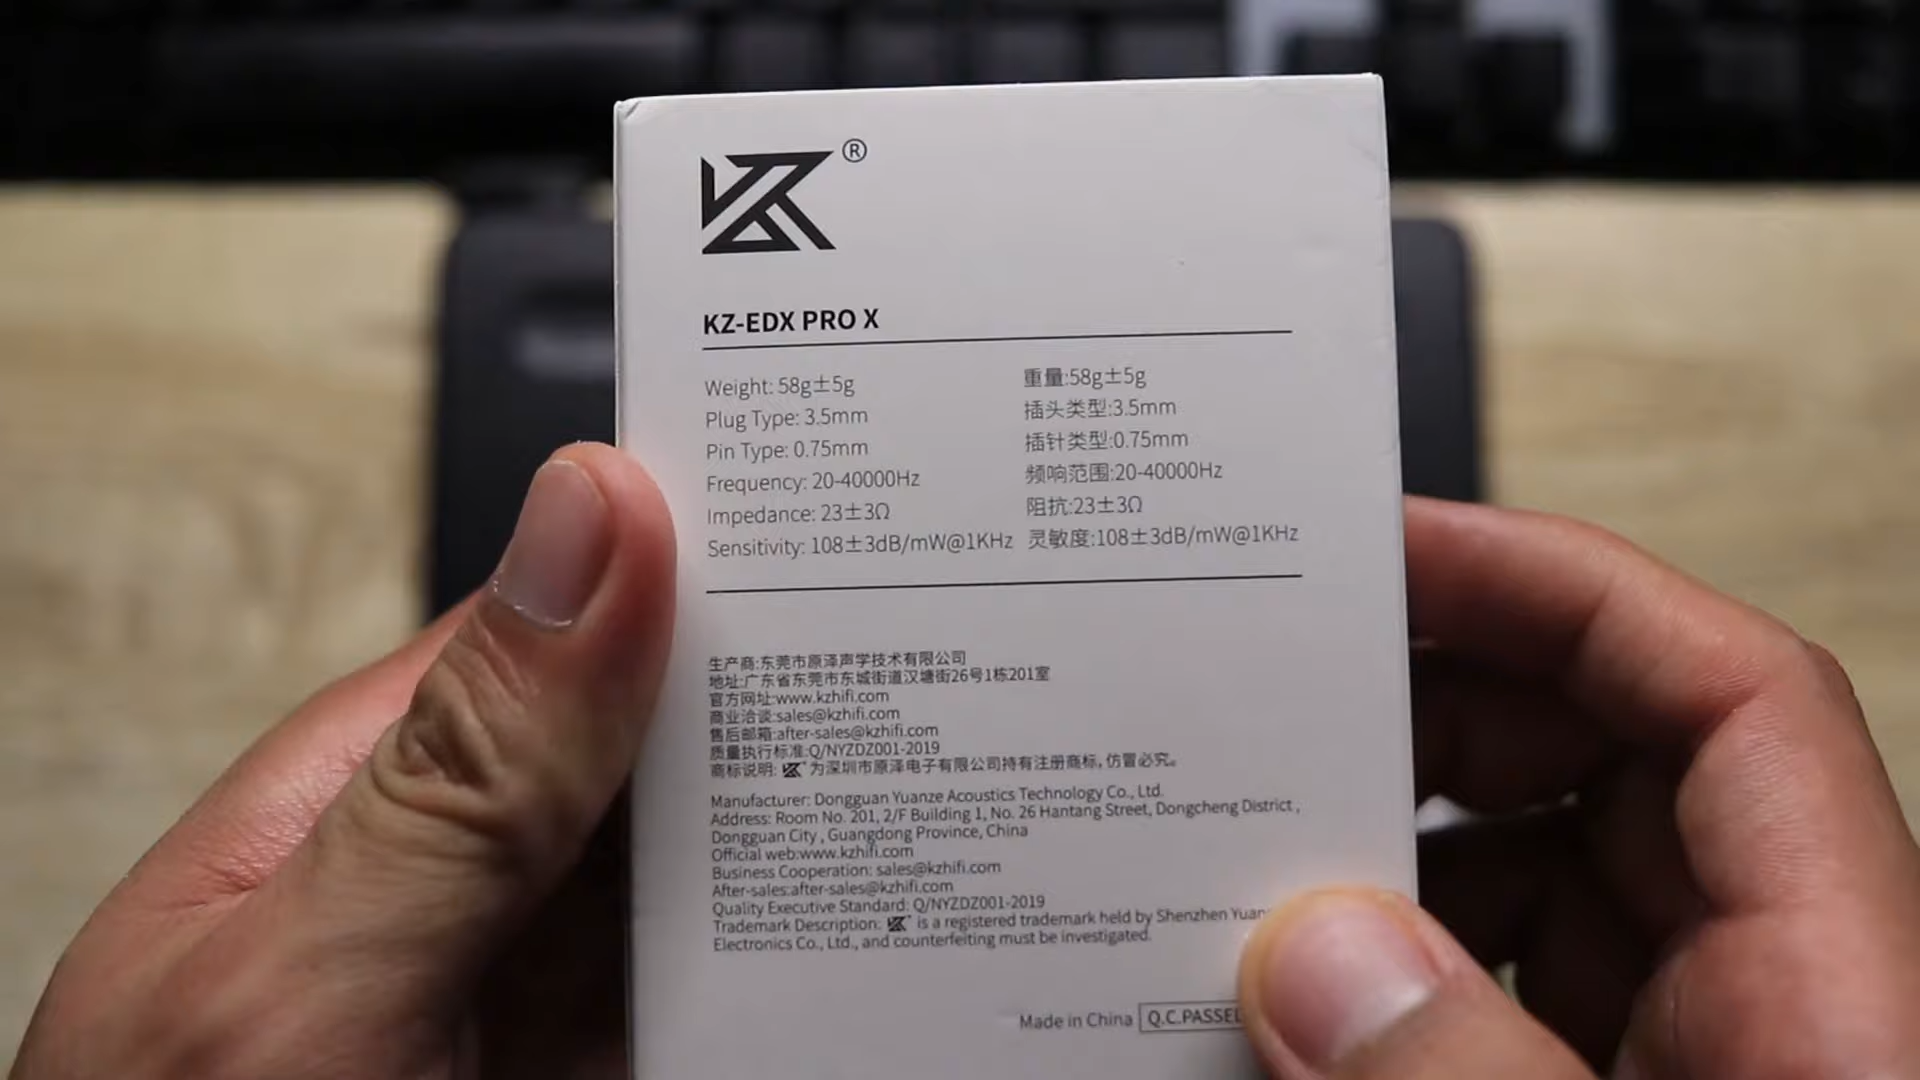 KZ ®
KZ-EDX PRO X
Weight: 58g±5g
Plug Type: 3.5mm
Pin Type: 0.75mm
Frequency: 20-40000Hz
Impedance: 23±3Ω
Sensitivity: 108±3dB/mW@1KHz
重量:58g±5g
插头类型:3.5mm
插针类型:0.75mm
频响范围:20-40000Hz
阻抗:23±3Ω
灵敏度:108±3dB/mW@1KHz
生产商:东莞市原泽声学技术有限公司
地址:广东省东莞市东城街道汉塘街26号1栋201室
官方网址:www.kzhifi.com
商业洽谈:sales@kzhifi.com
售后邮箱:after-sales@kzhifi.com
质量执行标准:Q/NYZDZ001-2019
商标说明: KZ 为深圳市原泽电子有限公司持有注册商标,仿冒必究。
Manufacturer: Dongguan Yuanze Acoustics Technology Co., Ltd.
Address: Room No. 201, 2/F Building 1, No. 26 Hantang Street, Dongcheng District ,
Dongguan City , Guangdong Province, China
Official web:www.kzhifi.com
Business Cooperation: sales@kzhifi.com
After-sales:after-sales@kzhifi.com
Quality Executive Standard: Q/NYZDZ001-2019
Trademark Description: KZ is a registered trademark held by Shenzhen
Electronics Co., Ltd., and counterfeiting must be investigated.
Made in China Q.C.PASSED